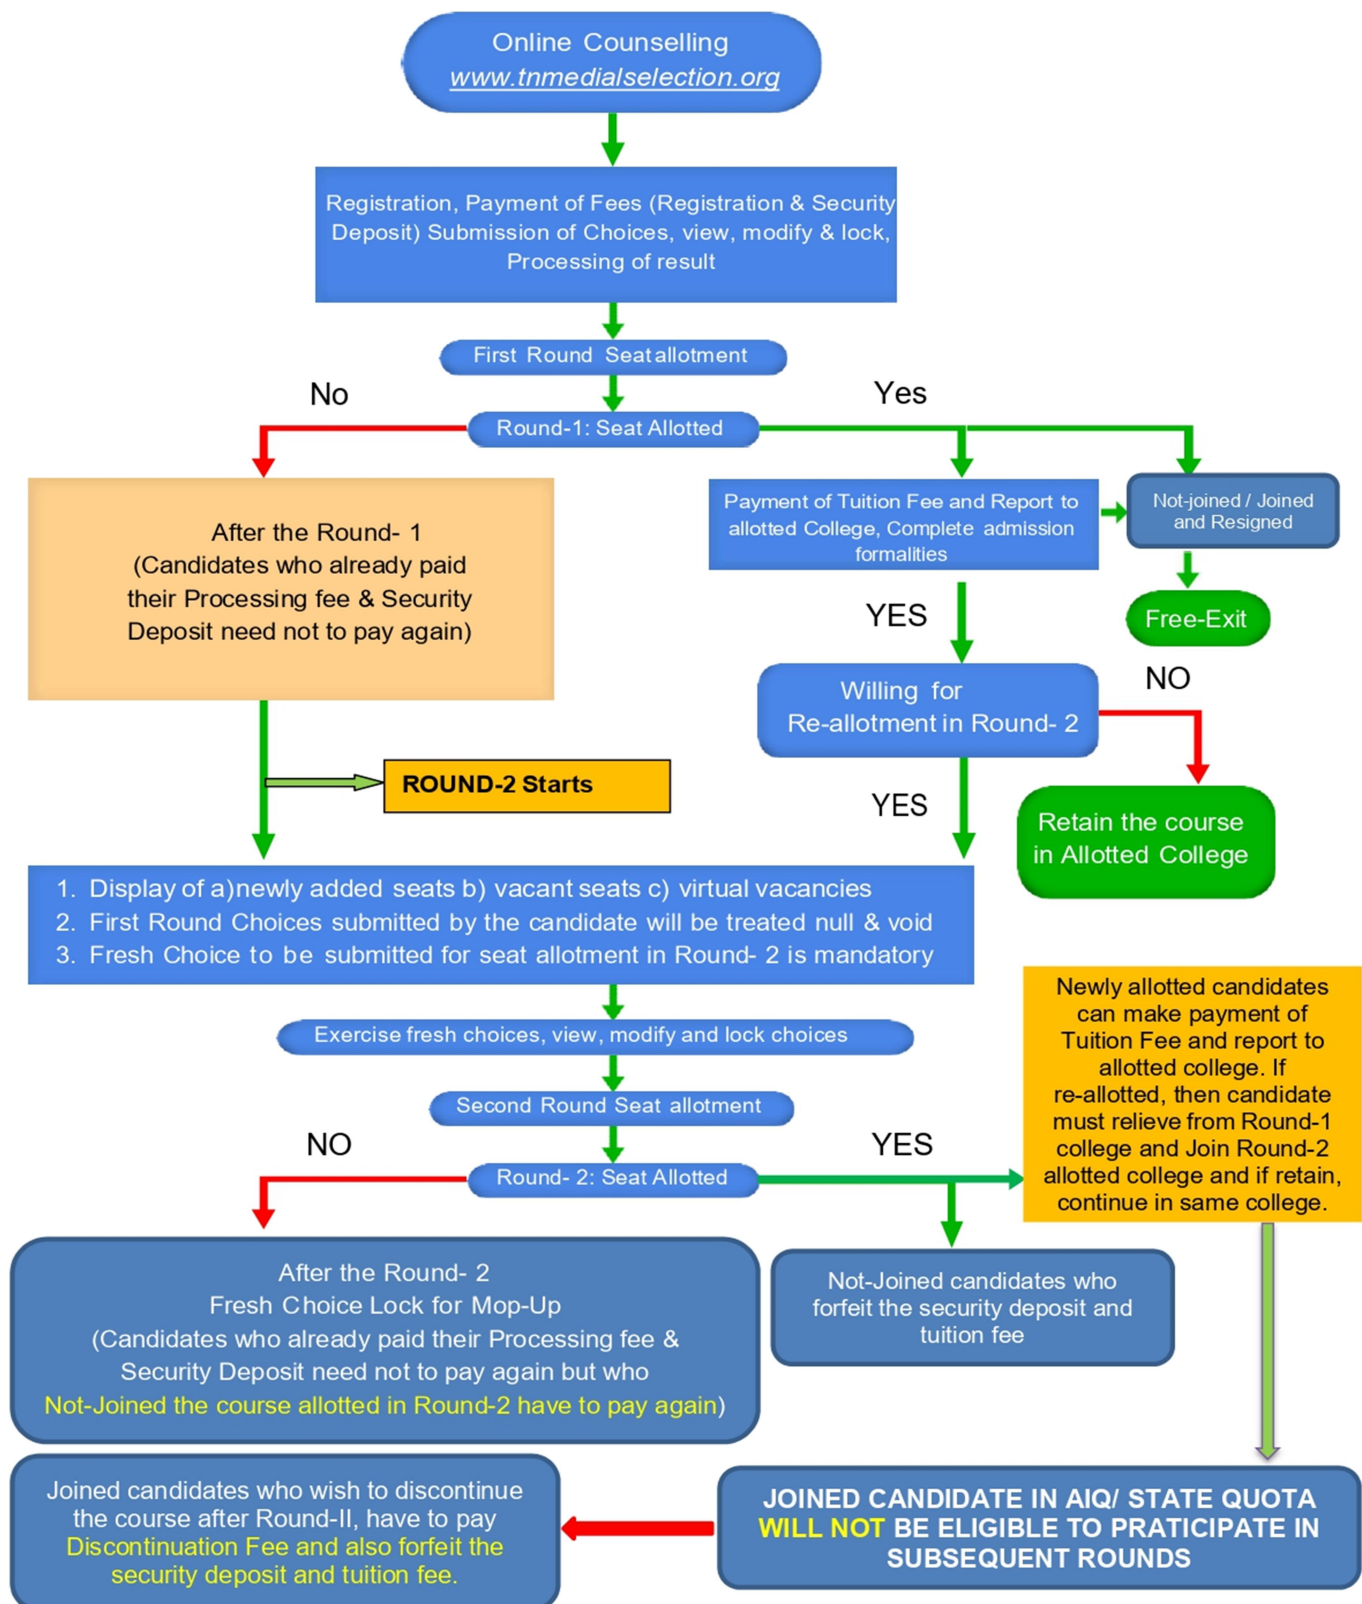 Online Counselling
www.tnmedialselection.org
Registration, Payment of Fees (Registration & Security
Deposit) Submission of Choices, view, modify & lock,
Processing of result
First Round Seatallotment
No
Yes
Round-1: Seat Allotted
After the Round- 1
(Candidates who already paid
their Processing fee & Security
Deposit need not to pay again)
Payment of Tuition Fee and Report to
allotted College, Complete admission
formalities
Not-joined / Joined
and Resigned
YES
Free-Exit
Willing for
Re-allotment in Round- 2
NO
ROUND-2 Starts
YES
Retain the course
in Allotted College
1. Display of a)newly added seats b) vacant seats c) virtual vacancies
2. First Round Choices submitted by the candidate will be treated null & void
3. Fresh Choice to be submitted for seat allotment in Round- 2 is mandatory
Exercise fresh choices, view, modify and lock choices
Second Round Seat allotment
NO
YES
Round- 2: Seat Allotted
Newly allotted candidates
can make payment of
Tuition Fee and report to
allotted college. If
re-allotted, then candidate
must relieve from Round-1
college and Join Round-2
allotted college and if retain,
continue in same college.
After the Round- 2
Fresh Choice Lock for Mop-Up
(Candidates who already paid their Processing fee &
Security Deposit need not to pay again but who
Not-Joined the course allotted in Round-2 have to pay again)
Not-Joined candidates who
forfeit the security deposit and
tuition fee
Joined candidates who wish to discontinue
the course after Round-II, have to pay
Discontinuation Fee and also forfeit the
security deposit and tuition fee.
JOINED CANDIDATE IN AIQ/ STATE QUOTA
WILL NOT BE ELIGIBLE TO PRATICIPATE IN
SUBSEQUENT ROUNDS